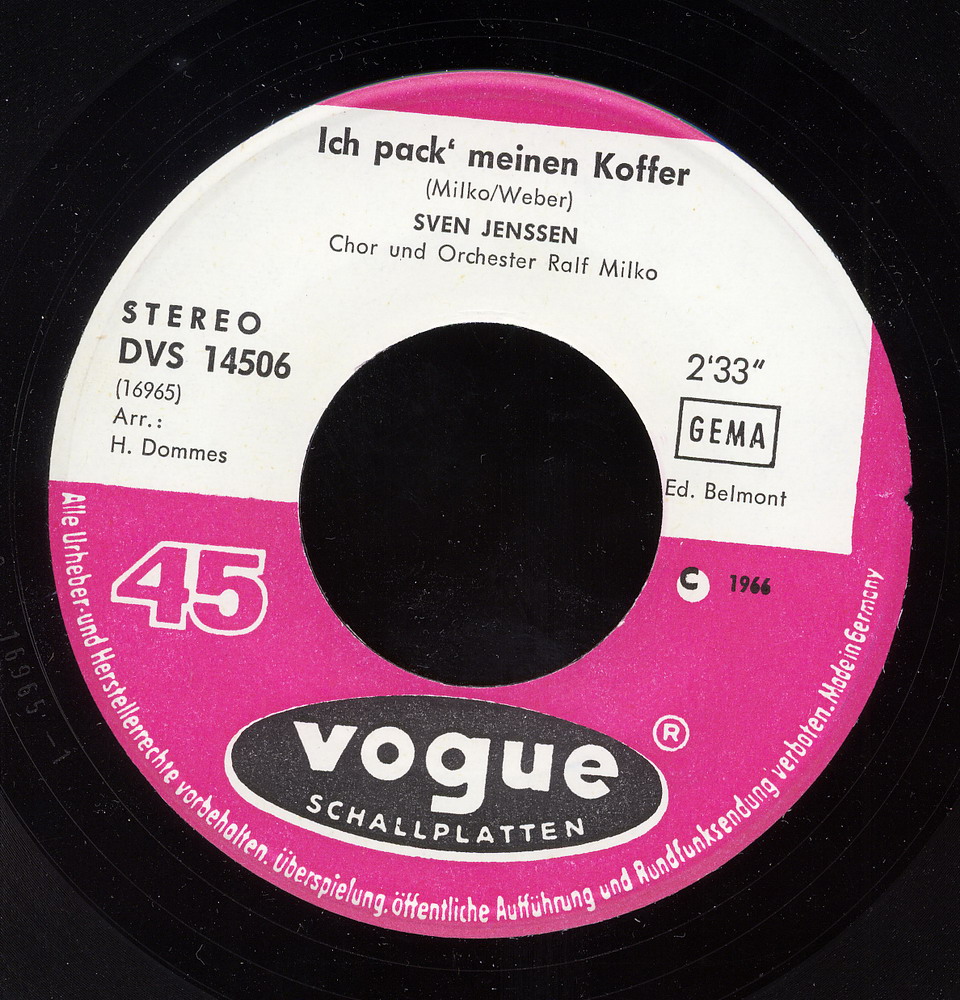 Ich pack‘ meinen Koffer
(Milko/Weber)
SVEN JENSSEN
Chor und Orchester Ralf Milko
STEREO
DVS 14506
(16965)
Arr.:
H. Dommes
2‘33“
GEMA
Ed. Belmont
45
C 1966
vogue
SCHALLPLATTEN
®
Alle Urheber- und Herstellerrechte vorbehalten. Überspielung, öffentliche Aufführung und Rundfunksendung verboten. Made in Germany
16965 - 1